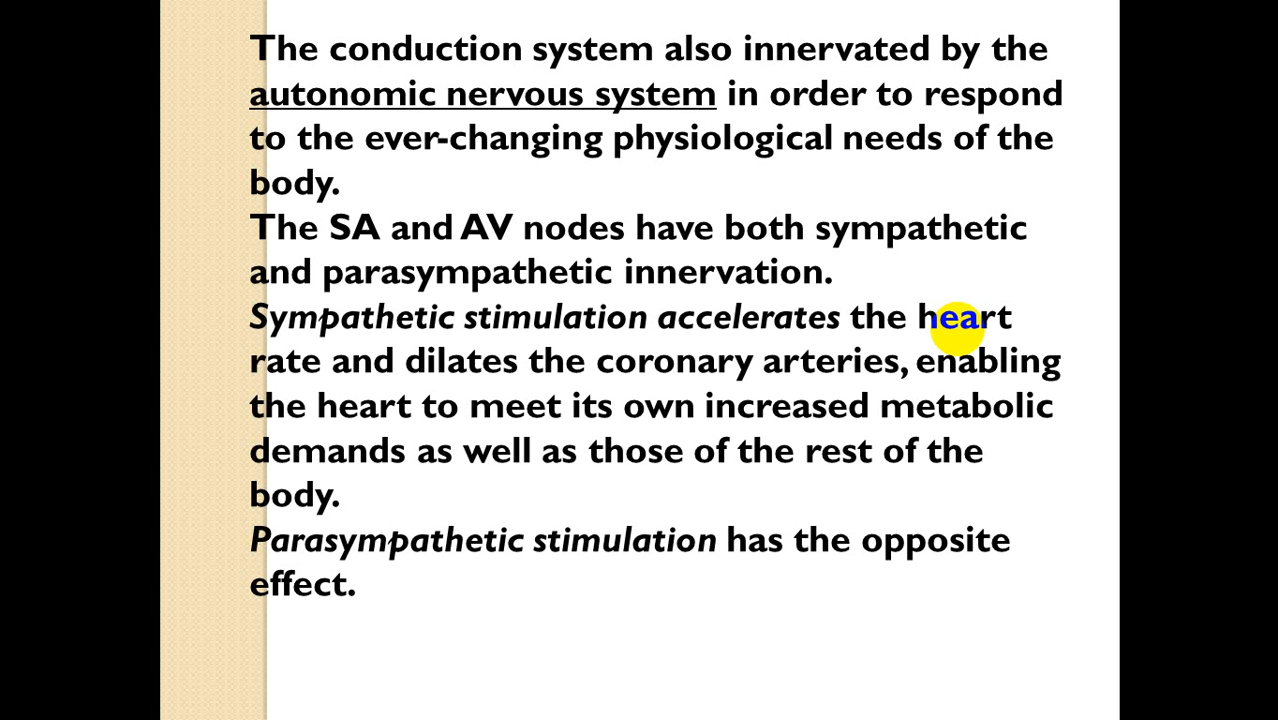 The conduction system also innervated by the
autonomic nervous system in order to respond
to the ever-changing physiological needs of the
body.
The SA and AV nodes have both sympathetic
and parasympathetic innervation.
Sympathetic stimulation accelerates the heart
rate and dilates the coronary arteries, enabling
the heart to meet its own increased metabolic
demands as well as those of the rest of the
body.
Parasympathetic stimulation has the opposite
effect.